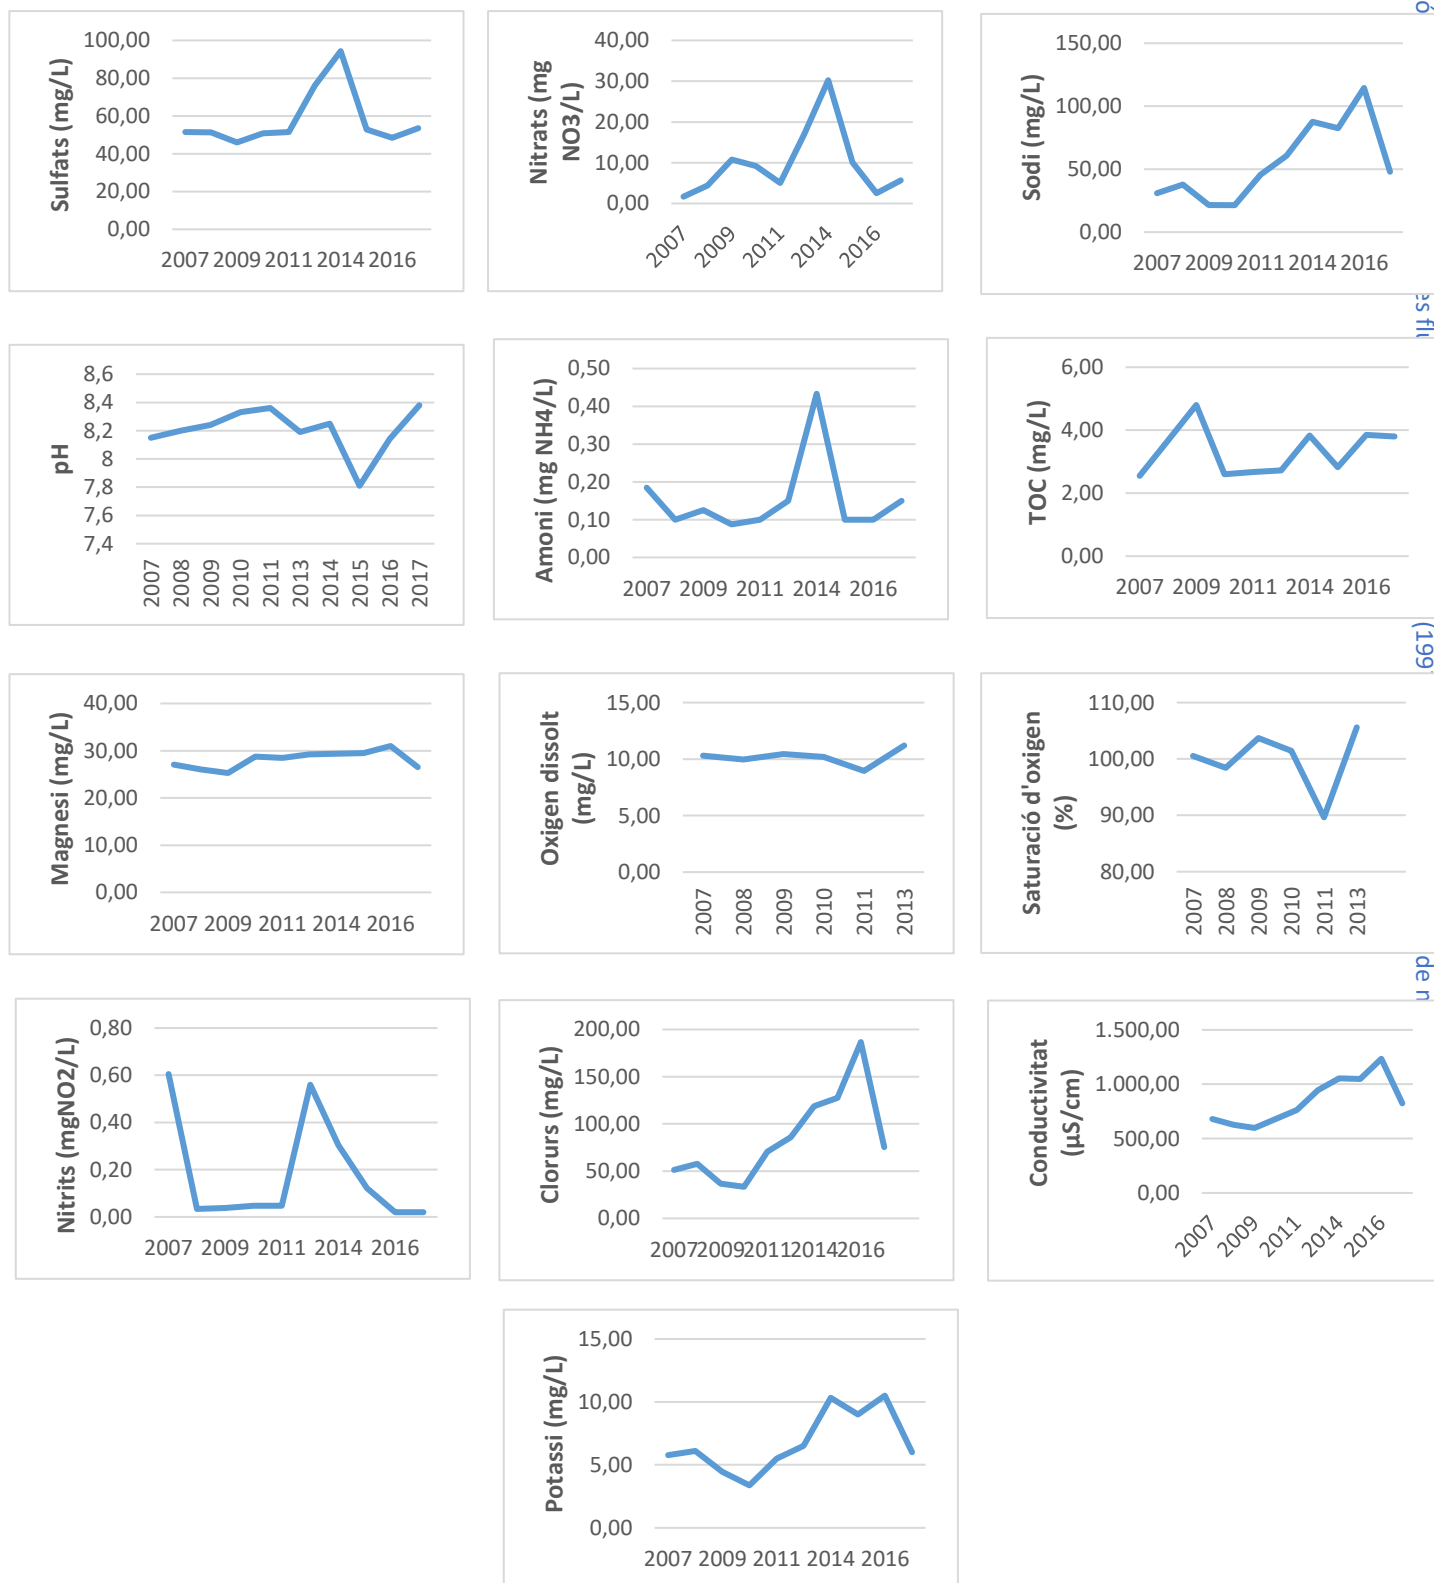 100,00
80,00
60,00
40,00
20,00
0,00
Sulfats (mg/L)
2007 2009 2011 2014 2016
40,00
30,00
20,00
10,00
0,00
Nitrats (mg
NO3/L)
2007 2009 2011 2014 2016
150,00
100,00
50,00
0,00
Sodi (mg/L)
2007 2009 2011 2014 2016
8,6
8,4
8,2
8
7,8
7,6
7,4
pH
2007 2008 2009 2010 2011 2013 2014 2015 2016 2017
0,50
0,40
0,30
0,20
0,10
0,00
Amoni (mg NH4/L)
2007 2009 2011 2014 2016
6,00
4,00
2,00
0,00
TOC (mg/L)
2007 2009 2011 2014 2016
40,00
30,00
20,00
10,00
0,00
Magnesi (mg/L)
2007 2009 2011 2014 2016
15,00
10,00
5,00
0,00
Oxigen dissolt
(mg/L)
2007 2008 2009 2010 2011 2013
110,00
100,00
90,00
80,00
Saturació d'oxigen
(%)
2007 2008 2009 2010 2011 2013
(199
de
0,80
0,60
0,40
0,20
0,00
Nitrits (mgNO2/L)
2007 2009 2011 2014 2016
200,00
150,00
100,00
50,00
0,00
Clorurs (mg/L)
2007 2009 2011 2014 2016
1.500,00
1.000,00
500,00
0,00
Conductivitat
(µS/cm)
2007 2009 2011 2014 2016
15,00
10,00
5,00
0,00
Potassi (mg/L)
2007 2009 2011 2014 2016